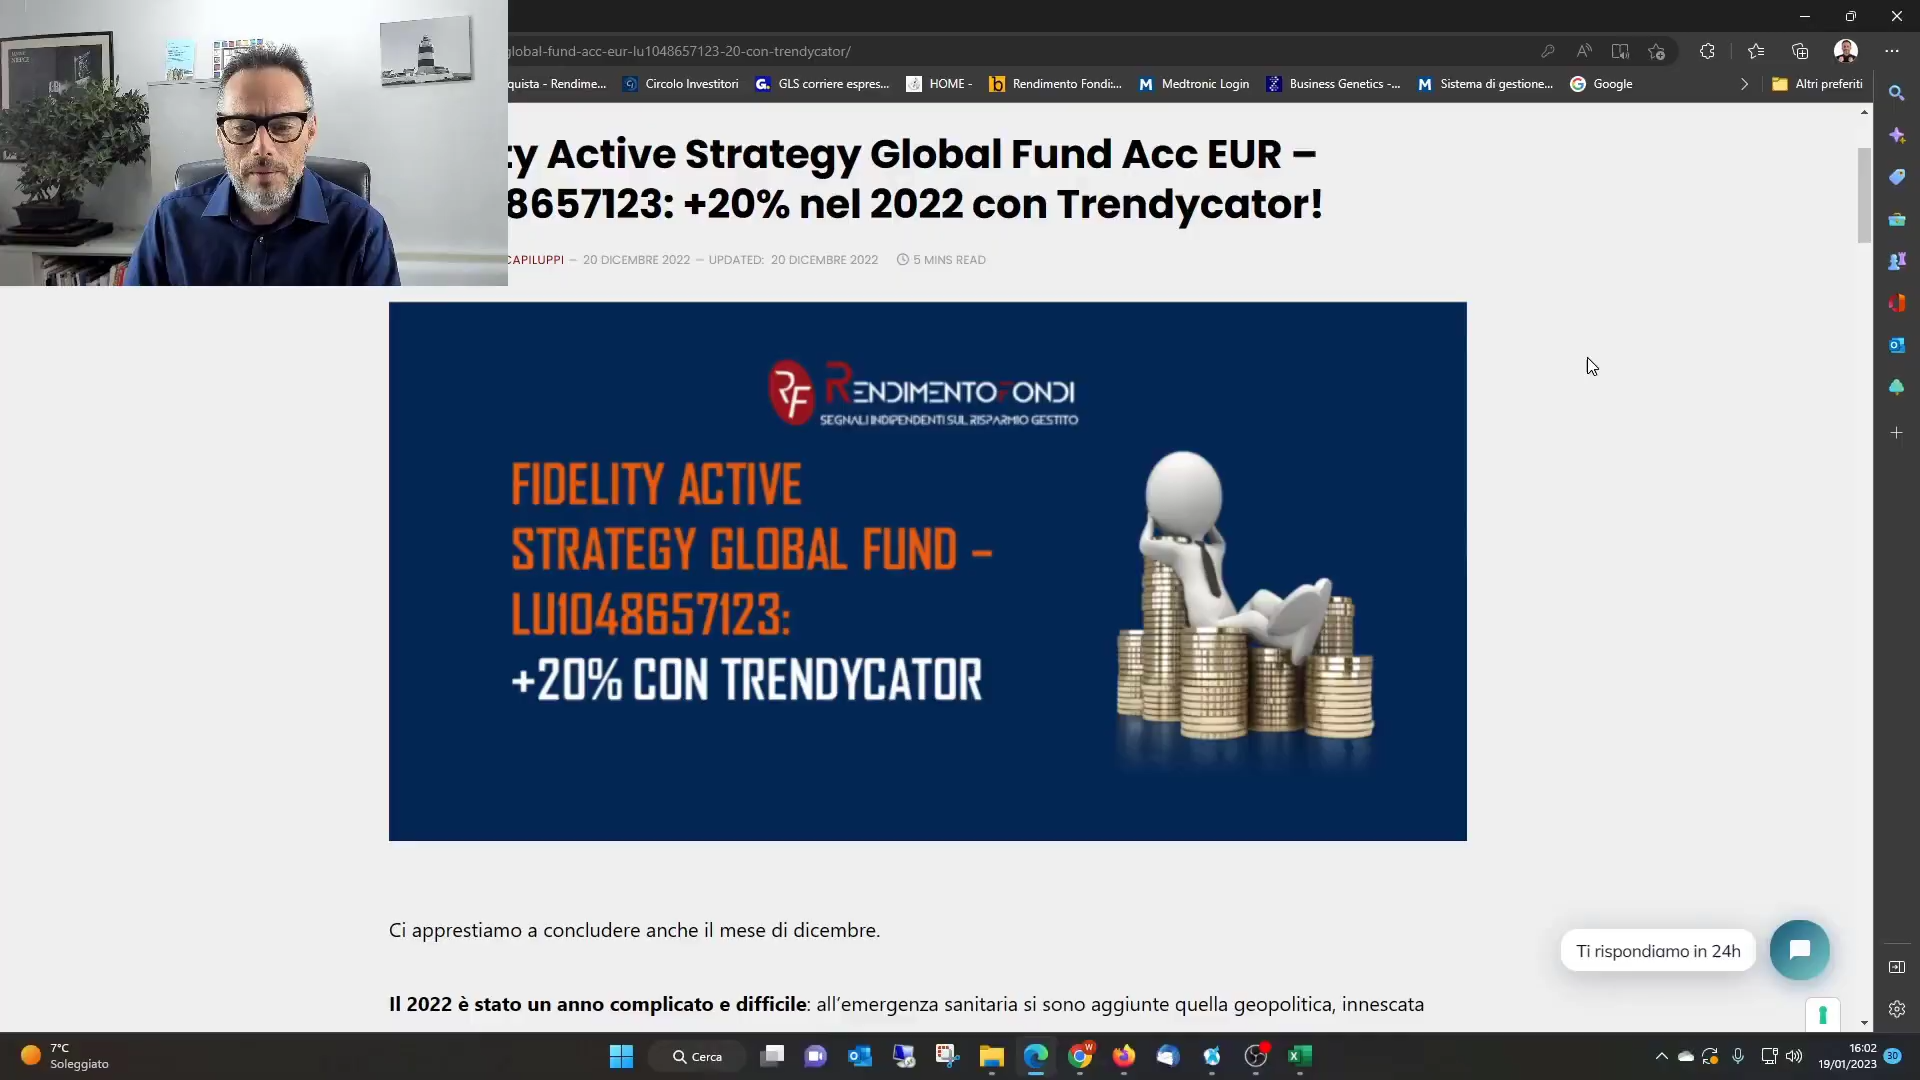 global-fund-acc-eur-lu1048657123-20-con-trendycator/
quista - Rendime...
Circolo Investitori
GLS corriere espres...
HOME -
Rendimento Fondi:...
Medtronic Login
Business Genetics -...
Sistema di gestione...
Google
Altri preferiti
ty Active Strategy Global Fund Acc EUR –
8657123: +20% nel 2022 con Trendycator!
CAPILUPPI – 20 DICEMBRE 2022 — UPDATED: 20 DICEMBRE 2022 5 MINS READ
RF RENDIMENTOFONDI
SEGNALI INDIPENDENTI SUL RISPARMIO GESTITO
FIDELITY ACTIVE
STRATEGY GLOBAL FUND –
LU1048657123:
+20% CON TRENDYCATOR
Ci apprestiamo a concludere anche il mese di dicembre.
Ti rispondiamo in 24h
Il 2022 è stato un anno complicato e difficile: all’emergenza sanitaria si sono aggiunte quella geopolitica, innescata
7°C
Soleggiato
Cerca
16:02
19/01/2023
30